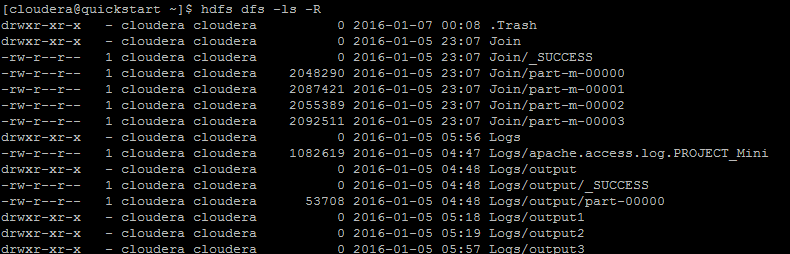 [cloudera@quickstart ~]$ hdfs dfs -ls -R
drwxr-xr-x   - cloudera cloudera          0 2016-01-07 00:08 .Trash
drwxr-xr-x   - cloudera cloudera          0 2016-01-05 23:07 Join
-rw-r--r--   1 cloudera cloudera          0 2016-01-05 23:07 Join/_SUCCESS
-rw-r--r--   1 cloudera cloudera    2048290 2016-01-05 23:07 Join/part-m-00000
-rw-r--r--   1 cloudera cloudera    2087421 2016-01-05 23:07 Join/part-m-00001
-rw-r--r--   1 cloudera cloudera    2055389 2016-01-05 23:07 Join/part-m-00002
-rw-r--r--   1 cloudera cloudera    2092511 2016-01-05 23:07 Join/part-m-00003
drwxr-xr-x   - cloudera cloudera          0 2016-01-05 05:56 Logs
-rw-r--r--   1 cloudera cloudera    1082619 2016-01-05 04:47 Logs/apache.access.log.PROJECT_Mini
drwxr-xr-x   - cloudera cloudera          0 2016-01-05 04:48 Logs/output
-rw-r--r--   1 cloudera cloudera          0 2016-01-05 04:48 Logs/output/_SUCCESS
-rw-r--r--   1 cloudera cloudera      53708 2016-01-05 04:48 Logs/output/part-00000
drwxr-xr-x   - cloudera cloudera          0 2016-01-05 05:18 Logs/output1
drwxr-xr-x   - cloudera cloudera          0 2016-01-05 05:19 Logs/output2
drwxr-xr-x   - cloudera cloudera          0 2016-01-05 05:57 Logs/output3